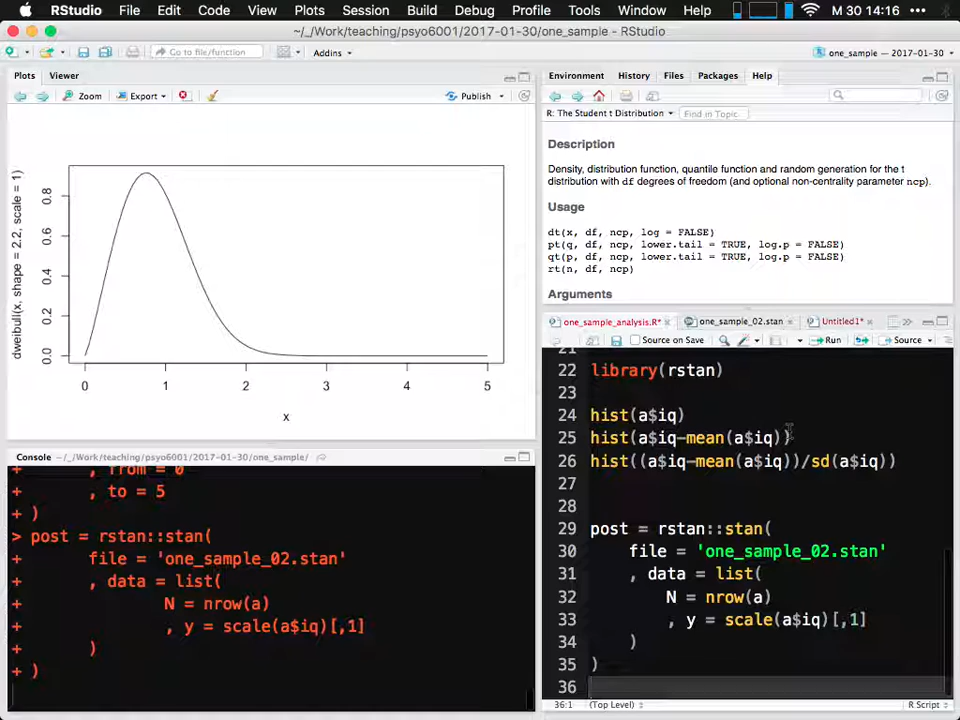 RStudio File Edit Code View Plots Session Build Debug Profile Tools Window Help M 30 14:16
~/_/Work/teaching/psyo6001/2017-01-30/one_sample - RStudio
Go to file/function Addins one_sample — 2017-01-30
Plots Viewer
Zoom Export Publish
dweibull(x, shape = 2.2, scale = 1)
0.8
0.6
0.4
0.2
0.0
0 1 2 3 4 5
x
Environment History Files Packages Help
R: The Student t Distribution Find in Topic
Description
Density, distribution function, quantile function and random generation for the t
distribution with df degrees of freedom (and optional non-centrality parameter ncp).
Usage
dt(x, df, ncp, log = FALSE)
pt(q, df, ncp, lower.tail = TRUE, log.p = FALSE)
qt(p, df, ncp, lower.tail = TRUE, log.p = FALSE)
rt(n, df, ncp)
Arguments
Console ~/_/Work/teaching/psyo6001/2017-01-30/one_sample/
+ , from = 0
+ , to = 5
+ )
> post = rstan::stan(
+ file = 'one_sample_02.stan'
+ , data = list(
+ N = nrow(a)
+ , y = scale(a$iq)[,1]
+ )
+ )
one_sample_analysis.R* one_sample_02.stan Untitled1*
Source on Save Run Source
21
22 library(rstan)
23
24 hist(a$iq)
25 hist(a$iq-mean(a$iq))
26 hist((a$iq-mean(a$iq))/sd(a$iq))
27
28
29 post = rstan::stan(
30 file = 'one_sample_02.stan'
31 , data = list(
32 N = nrow(a)
33 , y = scale(a$iq)[,1]
34 )
35 )
36
36:1 (Top Level) R Script